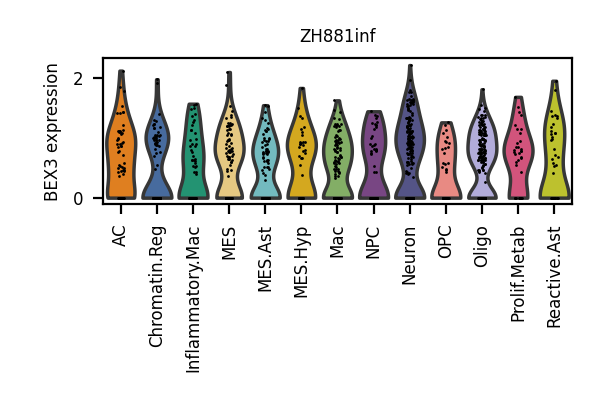 ZH881inf
BEX3 expression
2
0
AC
Chromatin.Reg
Inflammatory.Mac
MES
MES.Ast
MES.Hyp
Mac
NPC
Neuron
OPC
Oligo
Prolif.Metab
Reactive.Ast